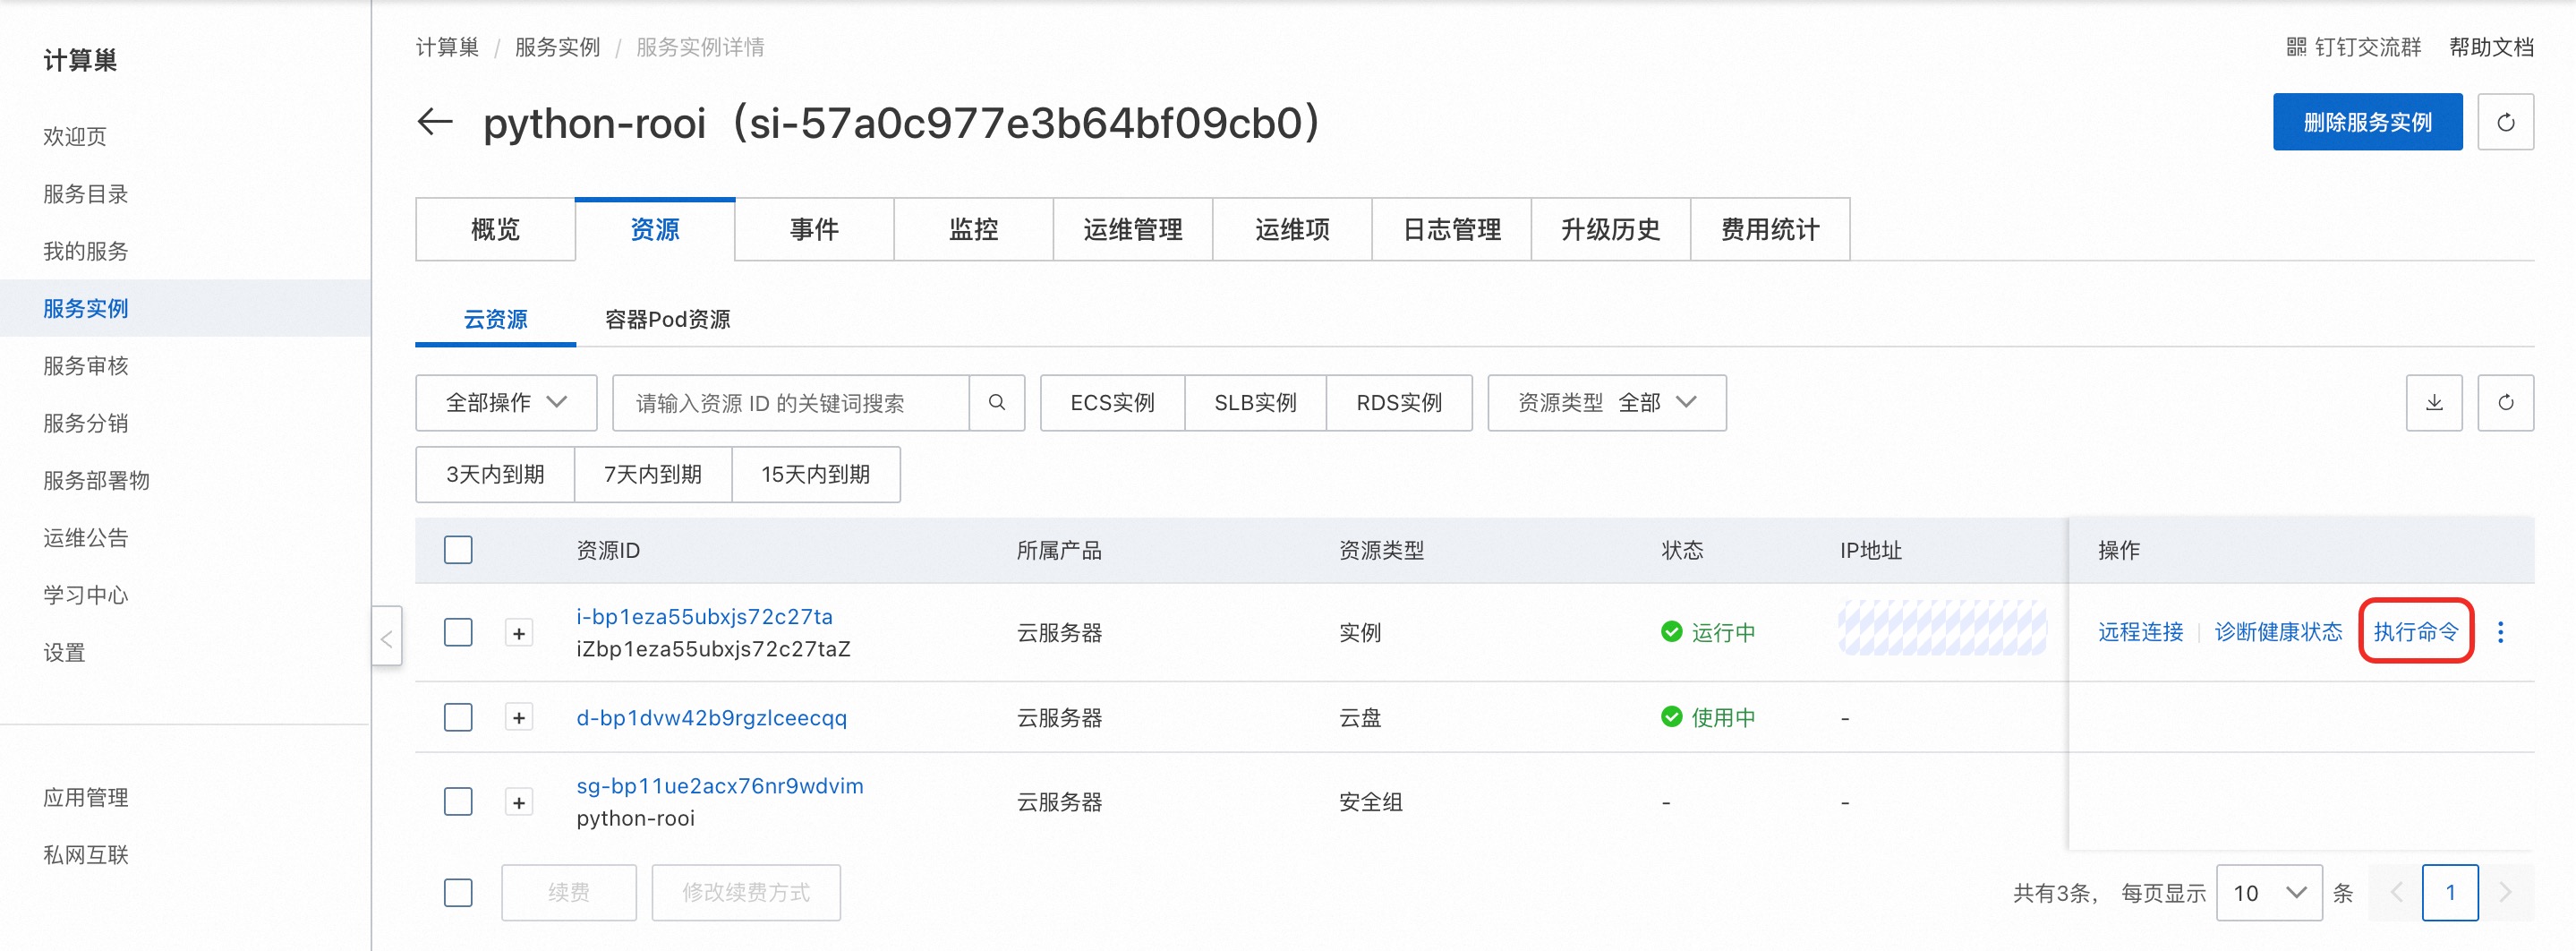 计算巢
欢迎页
服务目录
我的服务
服务实例
服务审核
服务分销
服务部署物
运维公告
学习中心
设置
应用管理
私网互联
计算巢 / 服务实例 / 服务实例详情
钉钉交流群 帮助文档
python-rooi（si-57a0c977e3b64bf09cb0）
删除服务实例
概览 资源 事件 监控 运维管理 运维项 日志管理 升级历史 费用统计
云资源 容器Pod资源
全部操作 请输入资源 ID 的关键词搜索 ECS实例 SLB实例 RDS实例 资源类型 全部
3天内到期 7天内到期 15天内到期
资源ID 所属产品 资源类型 状态 IP地址 操作
i-bp1eza55ubxjs72c27ta
iZbp1eza55ubxjs72c27taZ 云服务器 实例 运行中 远程连接 诊断健康状态 执行命令
d-bp1dvw42b9rgzlceecqq 云服务器 云盘 使用中 -
sg-bp11ue2acx76nr9wdvim
python-rooi 云服务器 安全组 - -
续费 修改续费方式 共有3条， 每页显示 10 条 1